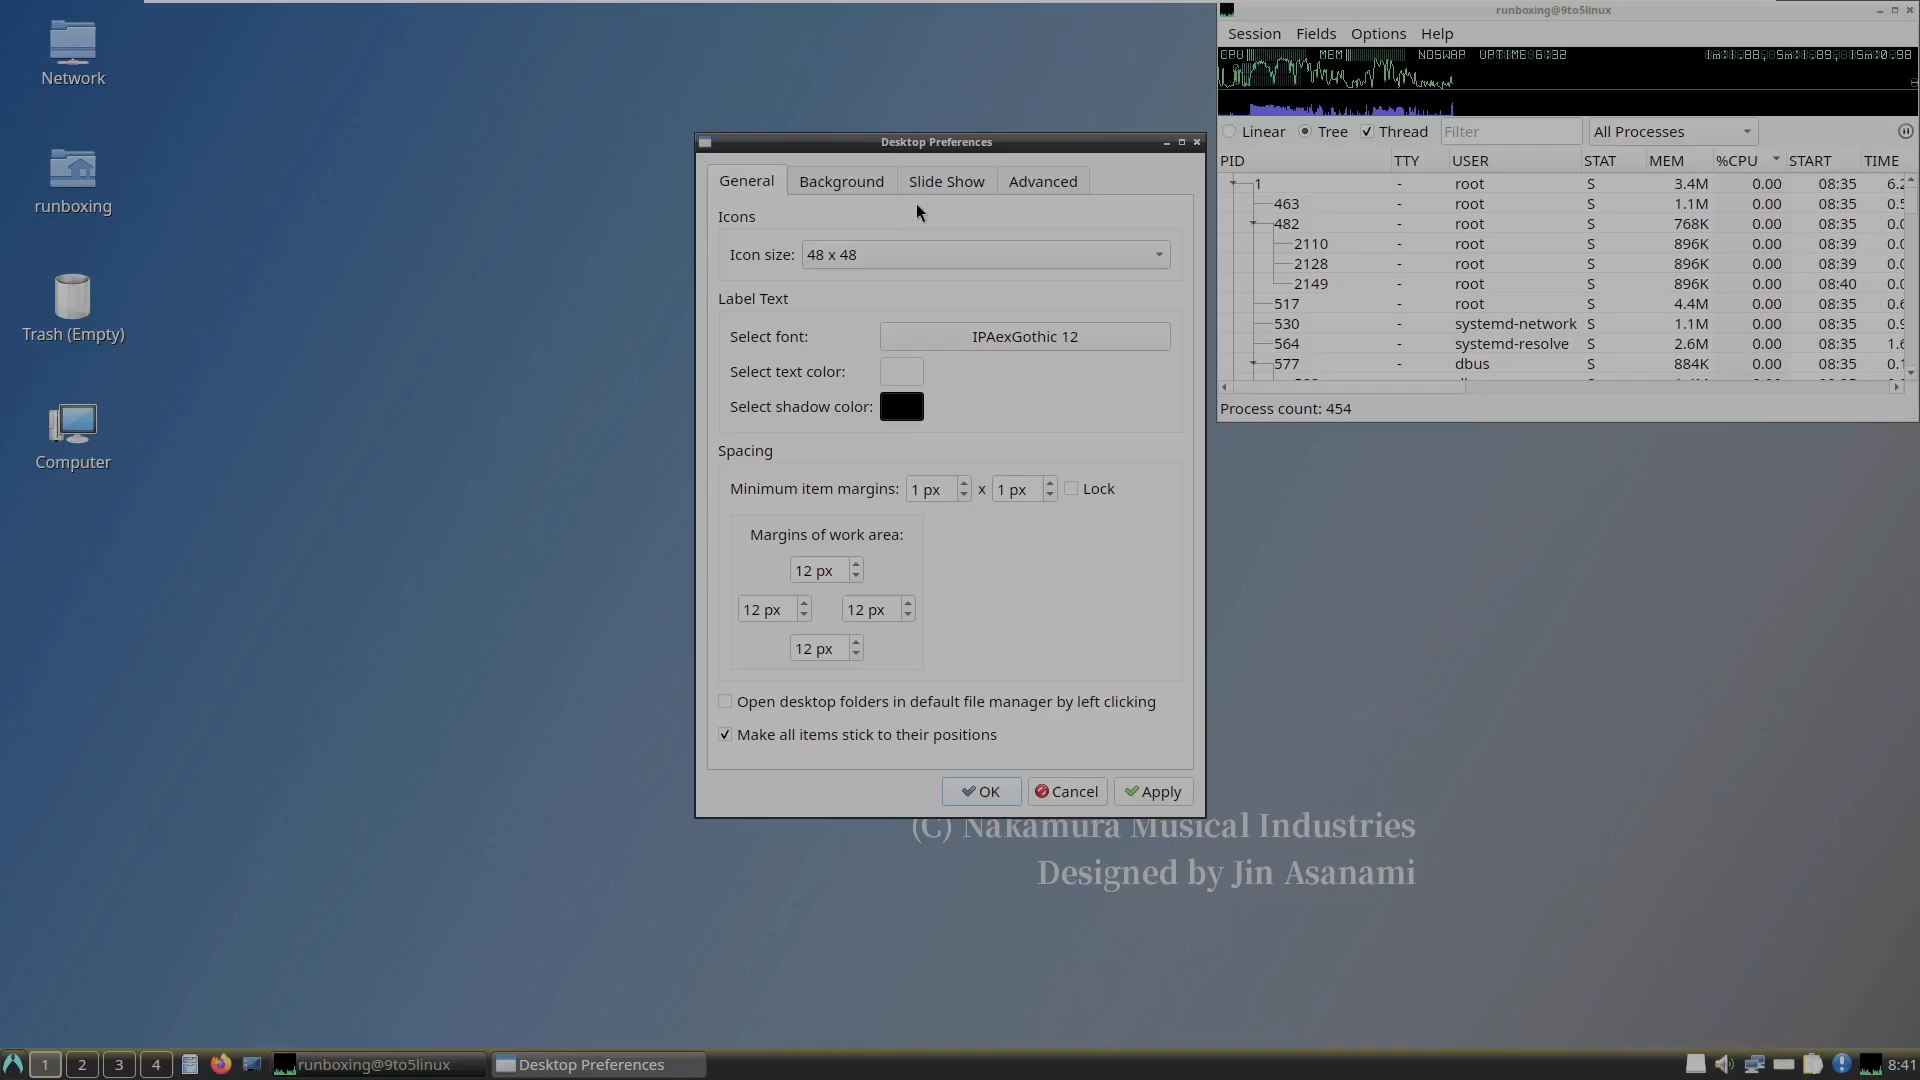 Network
runboxing
Trash (Empty)
Computer
Desktop Preferences
General Background Slide Show Advanced
Icons
Icon size: 48 x 48
Label Text
Select font: IPAexGothic 12
Select text color:
Select shadow color:
Spacing
Minimum item margins: 1 px x 1 px Lock
Margins of work area:
12 px
12 px 12 px
12 px
Open desktop folders in default file manager by left clicking
Make all items stick to their positions
OK Cancel Apply
(C) Nakamura Musical Industries
Designed by Jin Asanami
runboxing@9to5linux
Session Fields Options Help
CPU MEM NOSWAP UPTIME
Linear Tree Thread Filter All Processes
PID TTY USER STAT MEM %CPU START TIME
1 - root S 3.4M 0.00 08:35
463 - root S 1.1M 0.00 08:35
482 - root S 768K 0.00 08:35
2110 - root S 896K 0.00 08:39
2128 - root S 896K 0.00 08:39
2149 - root S 896K 0.00 08:40
517 - root S 4.4M 0.00 08:35
530 - systemd-network S 1.1M 0.00 08:35
564 - systemd-resolve S 2.6M 0.00 08:35
577 - dbus S 884K 0.00 08:35
Process count: 454
1 2 3 4 runboxing@9to5linux Desktop Preferences 8:41